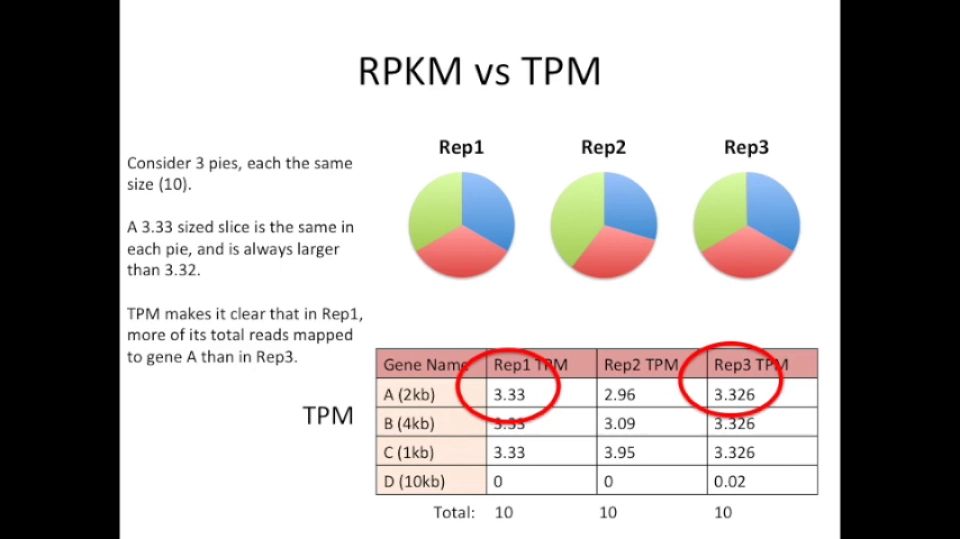 RPKM vs TPM
Rep1 Rep2 Rep3
Consider 3 pies, each the same
size (10).
A 3.33 sized slice is the same in
each pie, and is always larger
than 3.32.
TPM makes it clear that in Rep1,
more of its total reads mapped
to gene A than in Rep3.
TPM
Gene Name Rep1 TPM Rep2 TPM Rep3 TPM
A (2kb) 3.33 2.96 3.326
B (4kb) 3.33 3.09 3.326
C (1kb) 3.33 3.95 3.326
D (10kb) 0 0 0.02
Total: 10 10 10